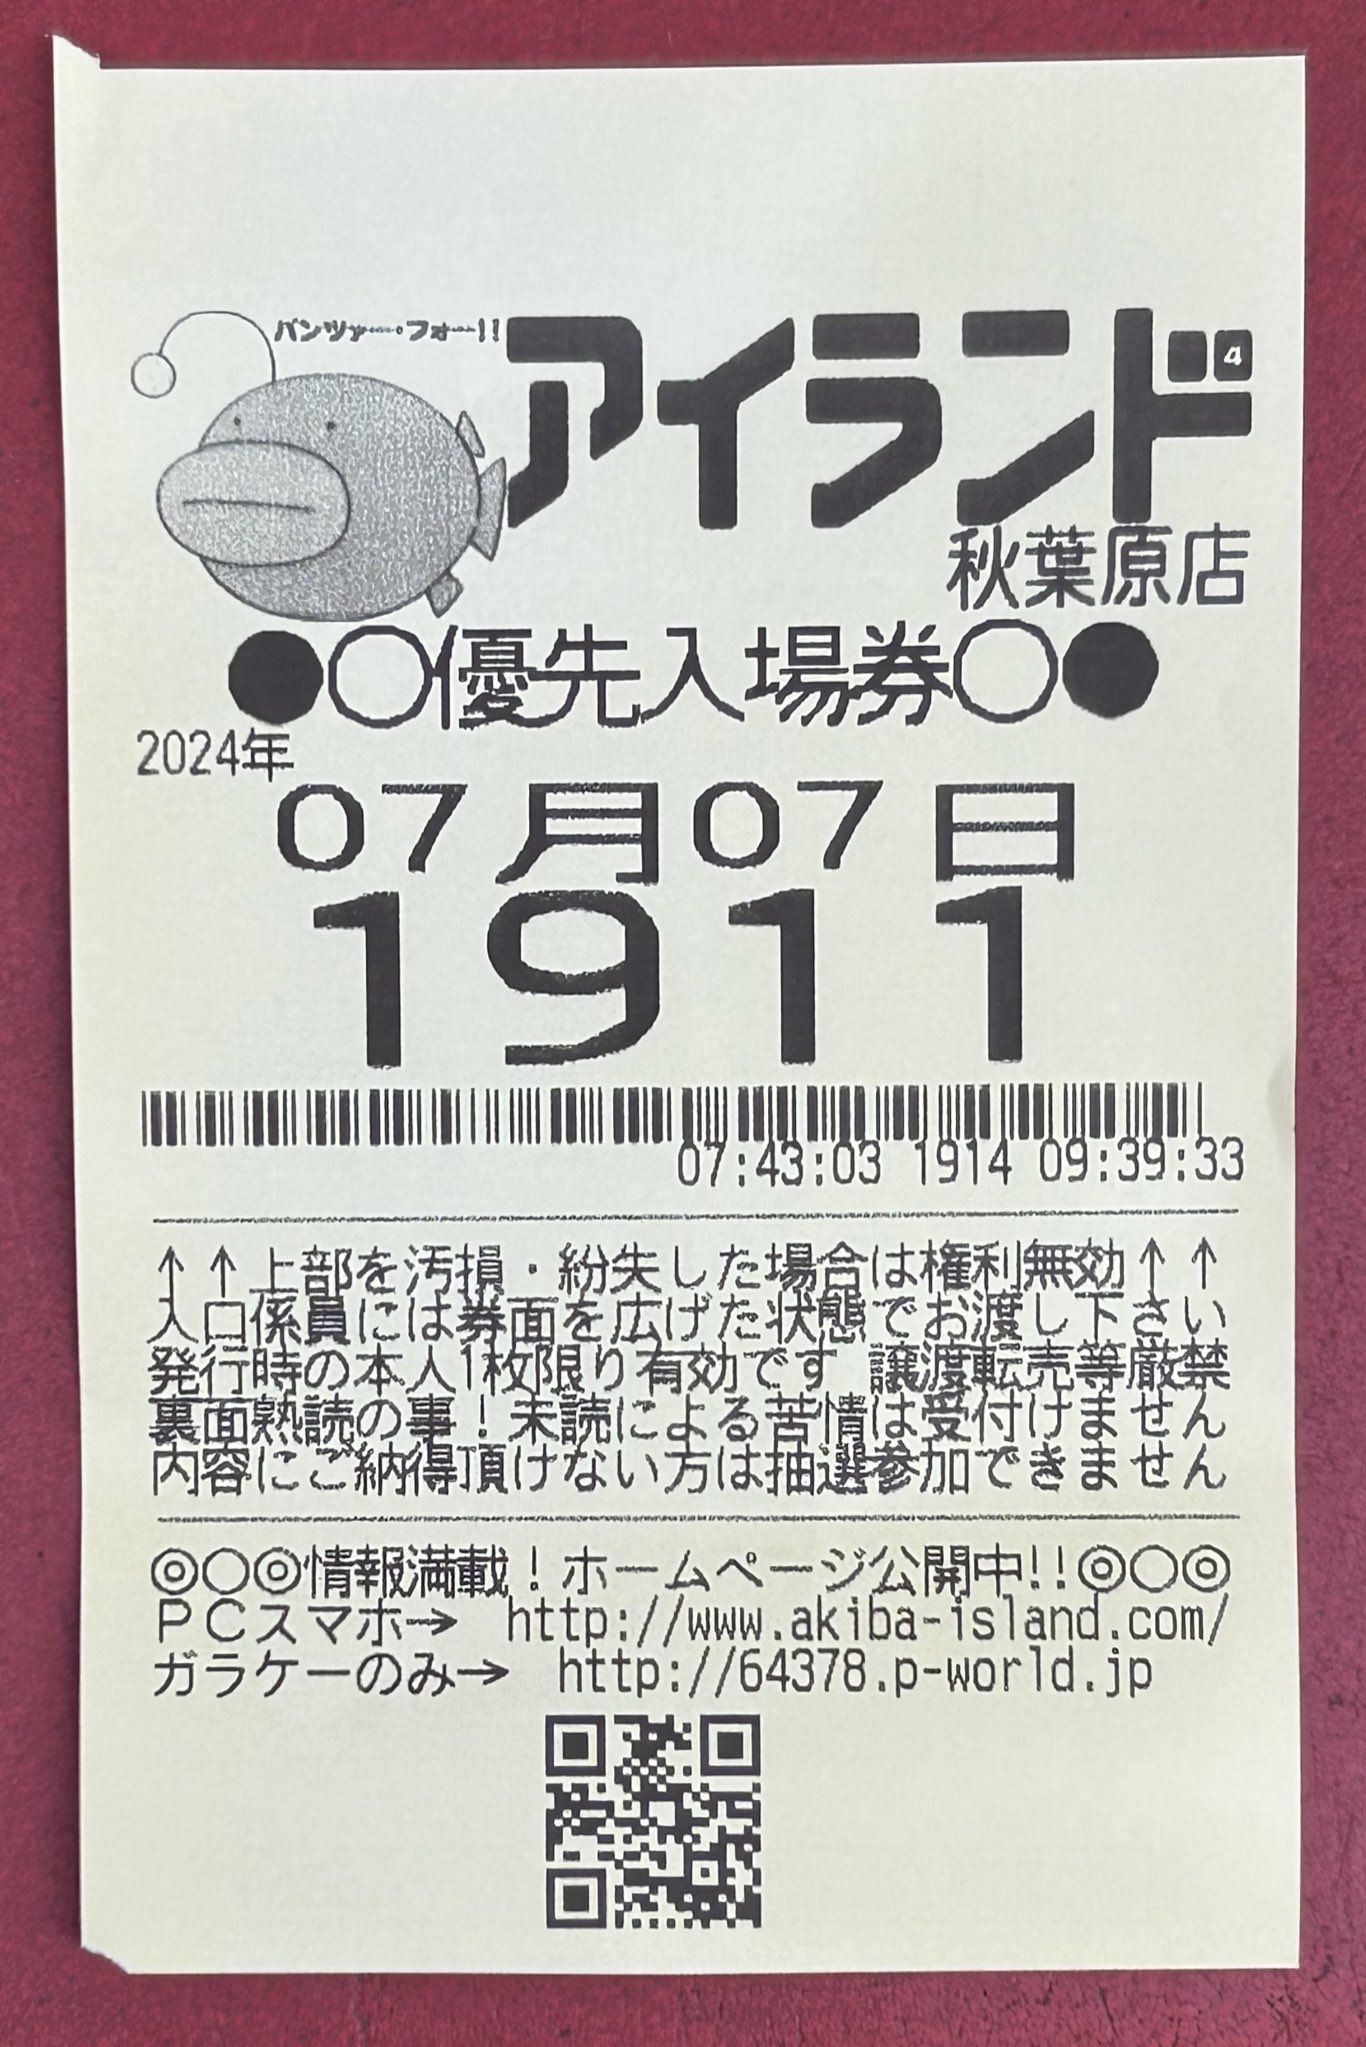 パンツァー・フォー!!
アイランド
秋葉原店
●○優先入場券○●
2024年
07月07日
1911
07:43:03 1914 09:39:33
↑↑上部を汚損・紛失した場合は権利無効↑↑
入口係員には券面を広げた状態でお渡し下さい
発行時の本人1枚限り有効です 譲渡転売等厳禁
裏面熟読の事！未読による苦情は受付けません
内容にご納得頂けない方は抽選参加できません
◎○◎情報満載！ホームページ公開中!!◎○◎
ＰＣスマホ→ http://www.akiba-island.com/
ガラケーのみ→ http://64378.p-world.jp